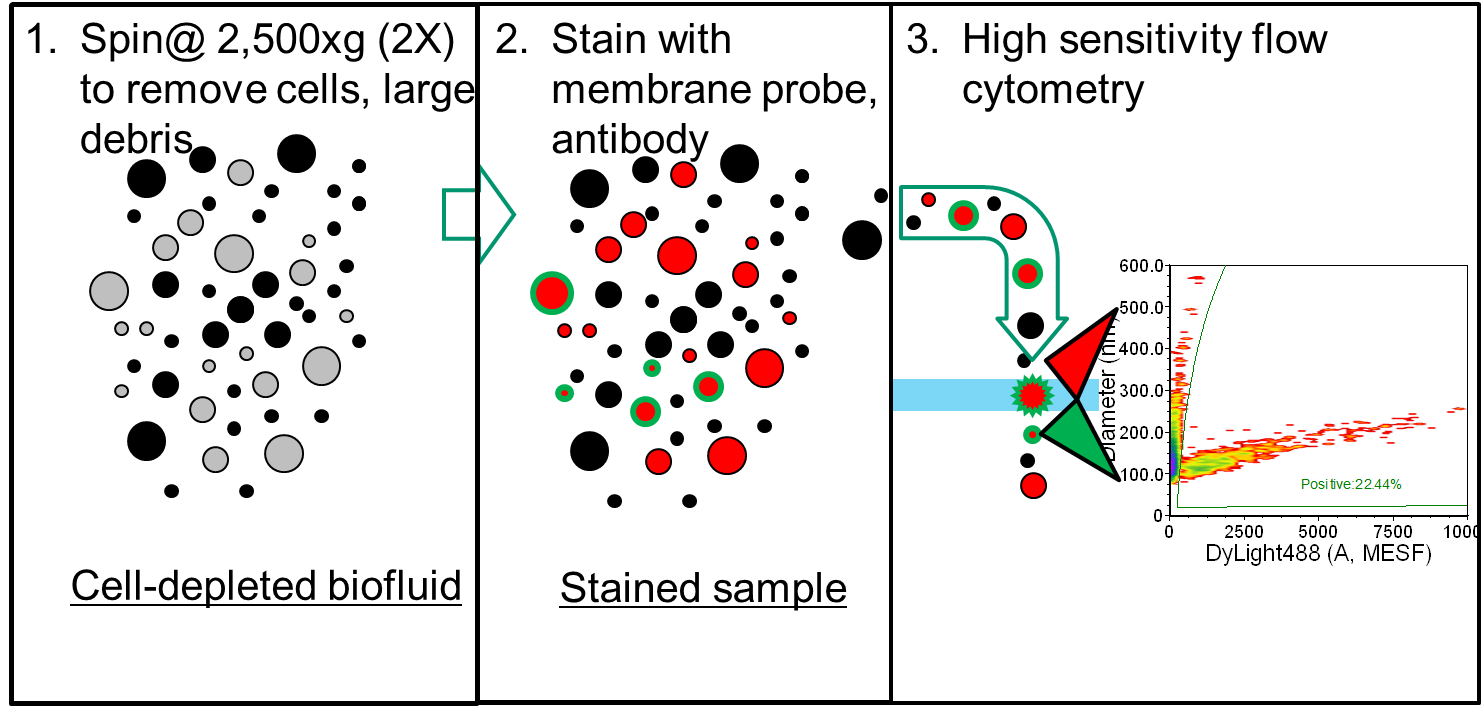 1. Spin@ 2,500xg (2X)
to remove cells, large
debris
Cell-depleted biofluid
2. Stain with
membrane probe,
antibody
Stained sample
3. High sensitivity flow
cytometry
600.0
500.0
400.0
300.0
200.0
100.0
0
Diameter (nm)
Positive:22.44%
0 2500 5000 7500 1000
DyLight488 (A, MESF)